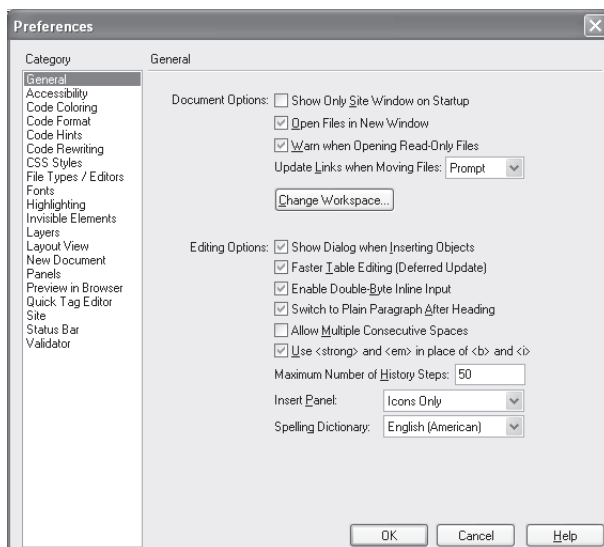 Preferences
Category
General
Accessibility
Code Coloring
Code Format
Code Hints
Code Rewriting
CSS Styles
File Types / Editors
Fonts
Highlighting
Invisible Elements
Layers
Layout View
New Document
Panels
Preview in Browser
Quick Tag Editor
Site
Status Bar
Validator
General
Document Options: Show Only Site Window on Startup
Open Files in New Window
Warn when Opening Read-Only Files
Update Links when Moving Files: Prompt
Change Workspace...
Editing Options: Show Dialog when Inserting Objects
Faster Table Editing (Deferred Update)
Enable Double-Byte Inline Input
Switch to Plain Paragraph After Heading
Allow Multiple Consecutive Spaces
Use <strong> and <em> in place of <b> and <i>
Maximum Number of History Steps: 50
Insert Panel: Icons Only
Spelling Dictionary: English (American)
OK Cancel Help